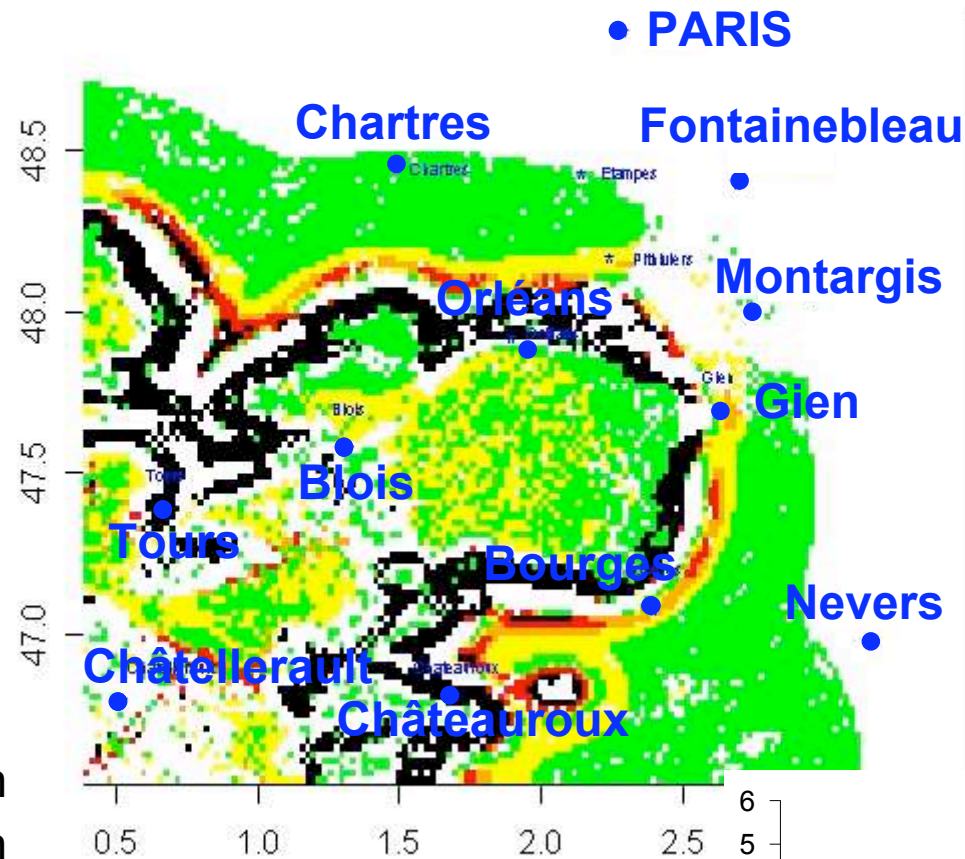 PARIS
Chartres
Fontainebleau
Chartres
Etampes
Pithiviers
Montargis
Orléans
Gien
Gien
Blois
Blois
Tours
Tours
Bourges
Nevers
Châtellerault
Chateauroux
Châteauroux
48.5
48.0
47.5
47.0
0.5
1.0
1.5
2.0
2.5
6
5